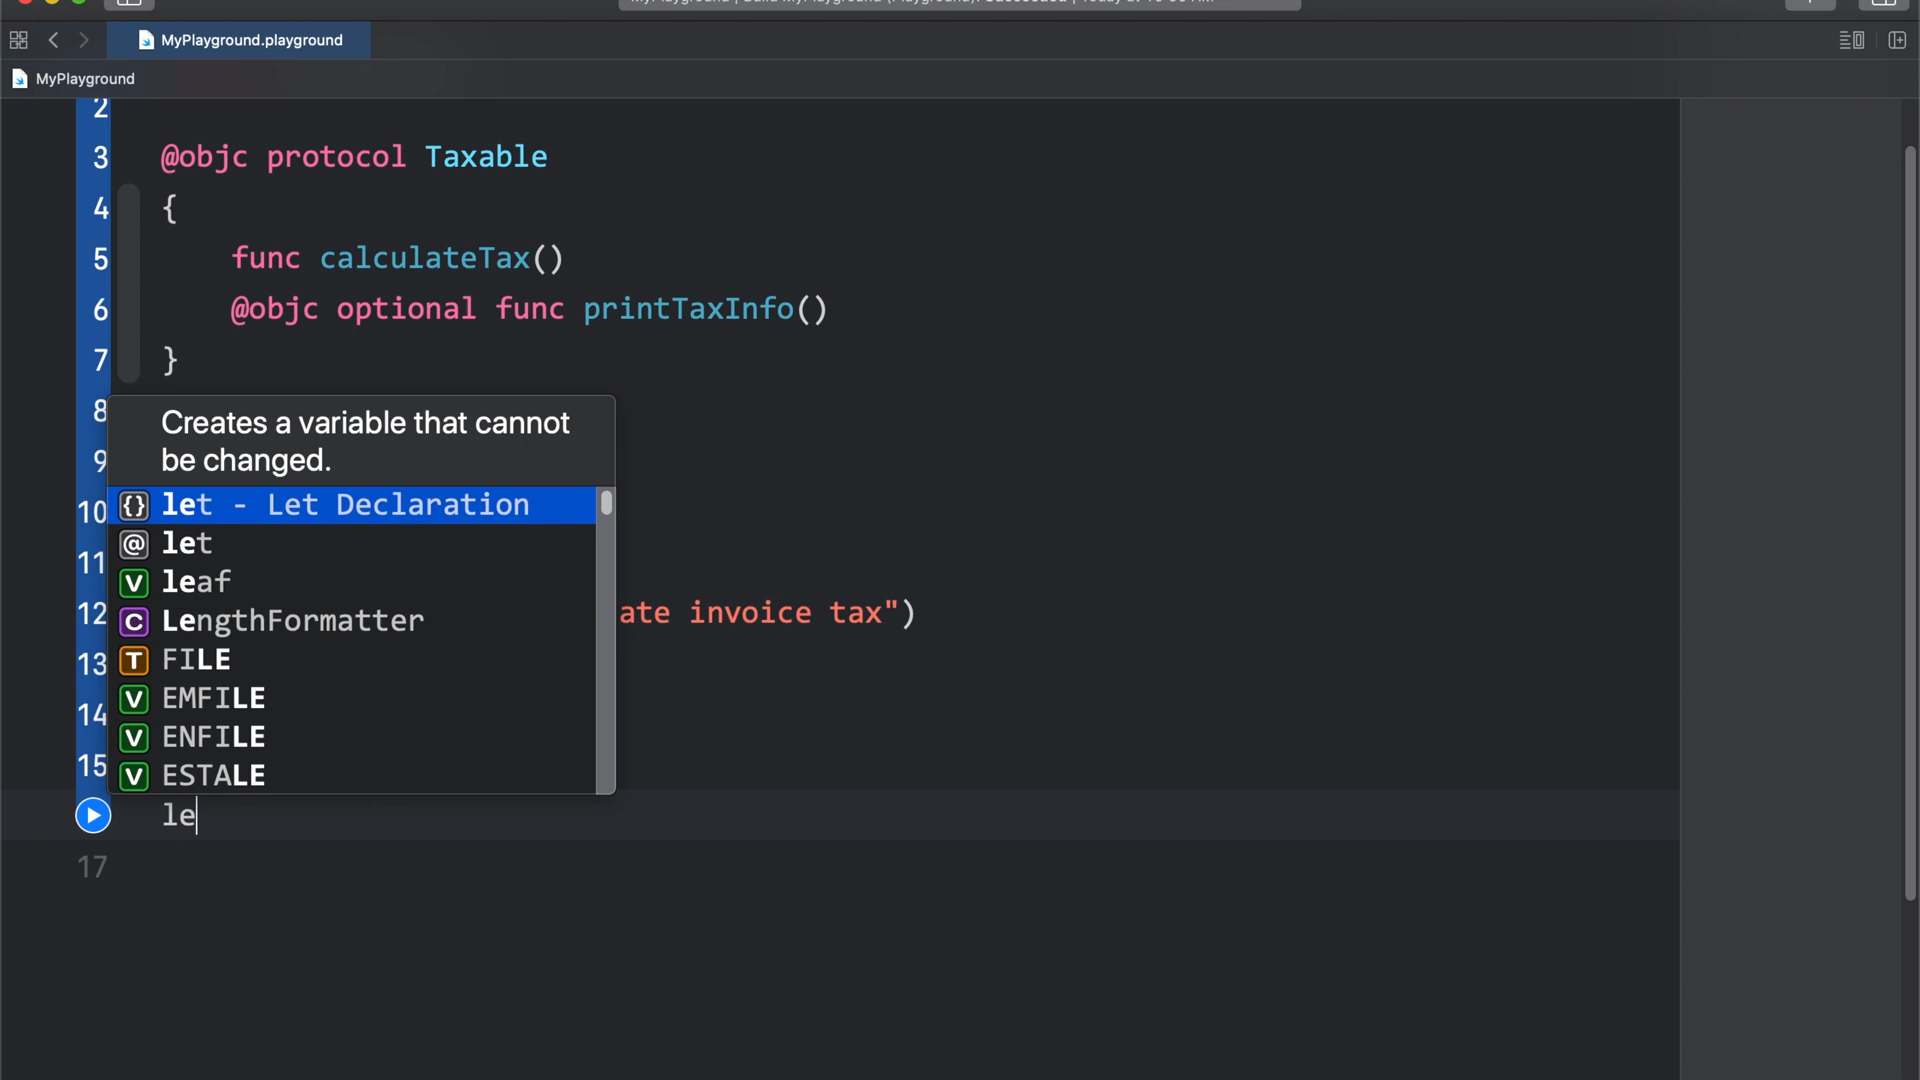 MyPlayground.playground
MyPlayground
2
3 @objc protocol Taxable
4 {
5 func calculateTax()
6 @objc optional func printTaxInfo()
7 }
8
9
10
11
12 ate invoice tax")
13
14
15
Creates a variable that cannot
be changed.
{} let - Let Declaration
@ let
V leaf
C LengthFormatter
T FILE
V EMFILE
V ENFILE
V ESTALE
le
17